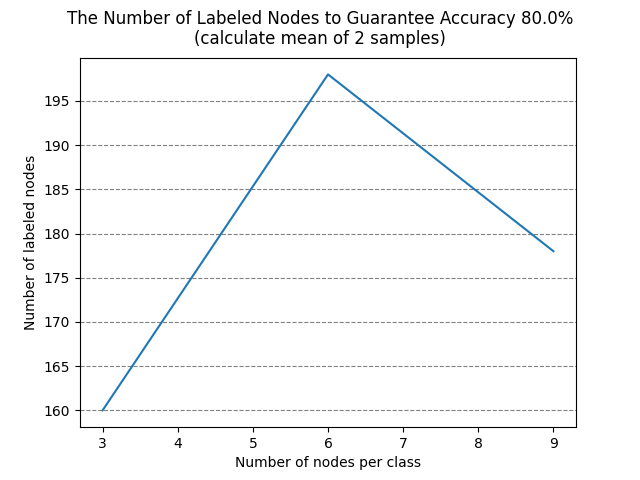 The Number of Labeled Nodes to Guarantee Accuracy 80.0%
(calculate mean of 2 samples)
Number of labeled nodes
195
190
185
180
175
170
165
160
3 4 5 6 7 8 9
Number of nodes per class